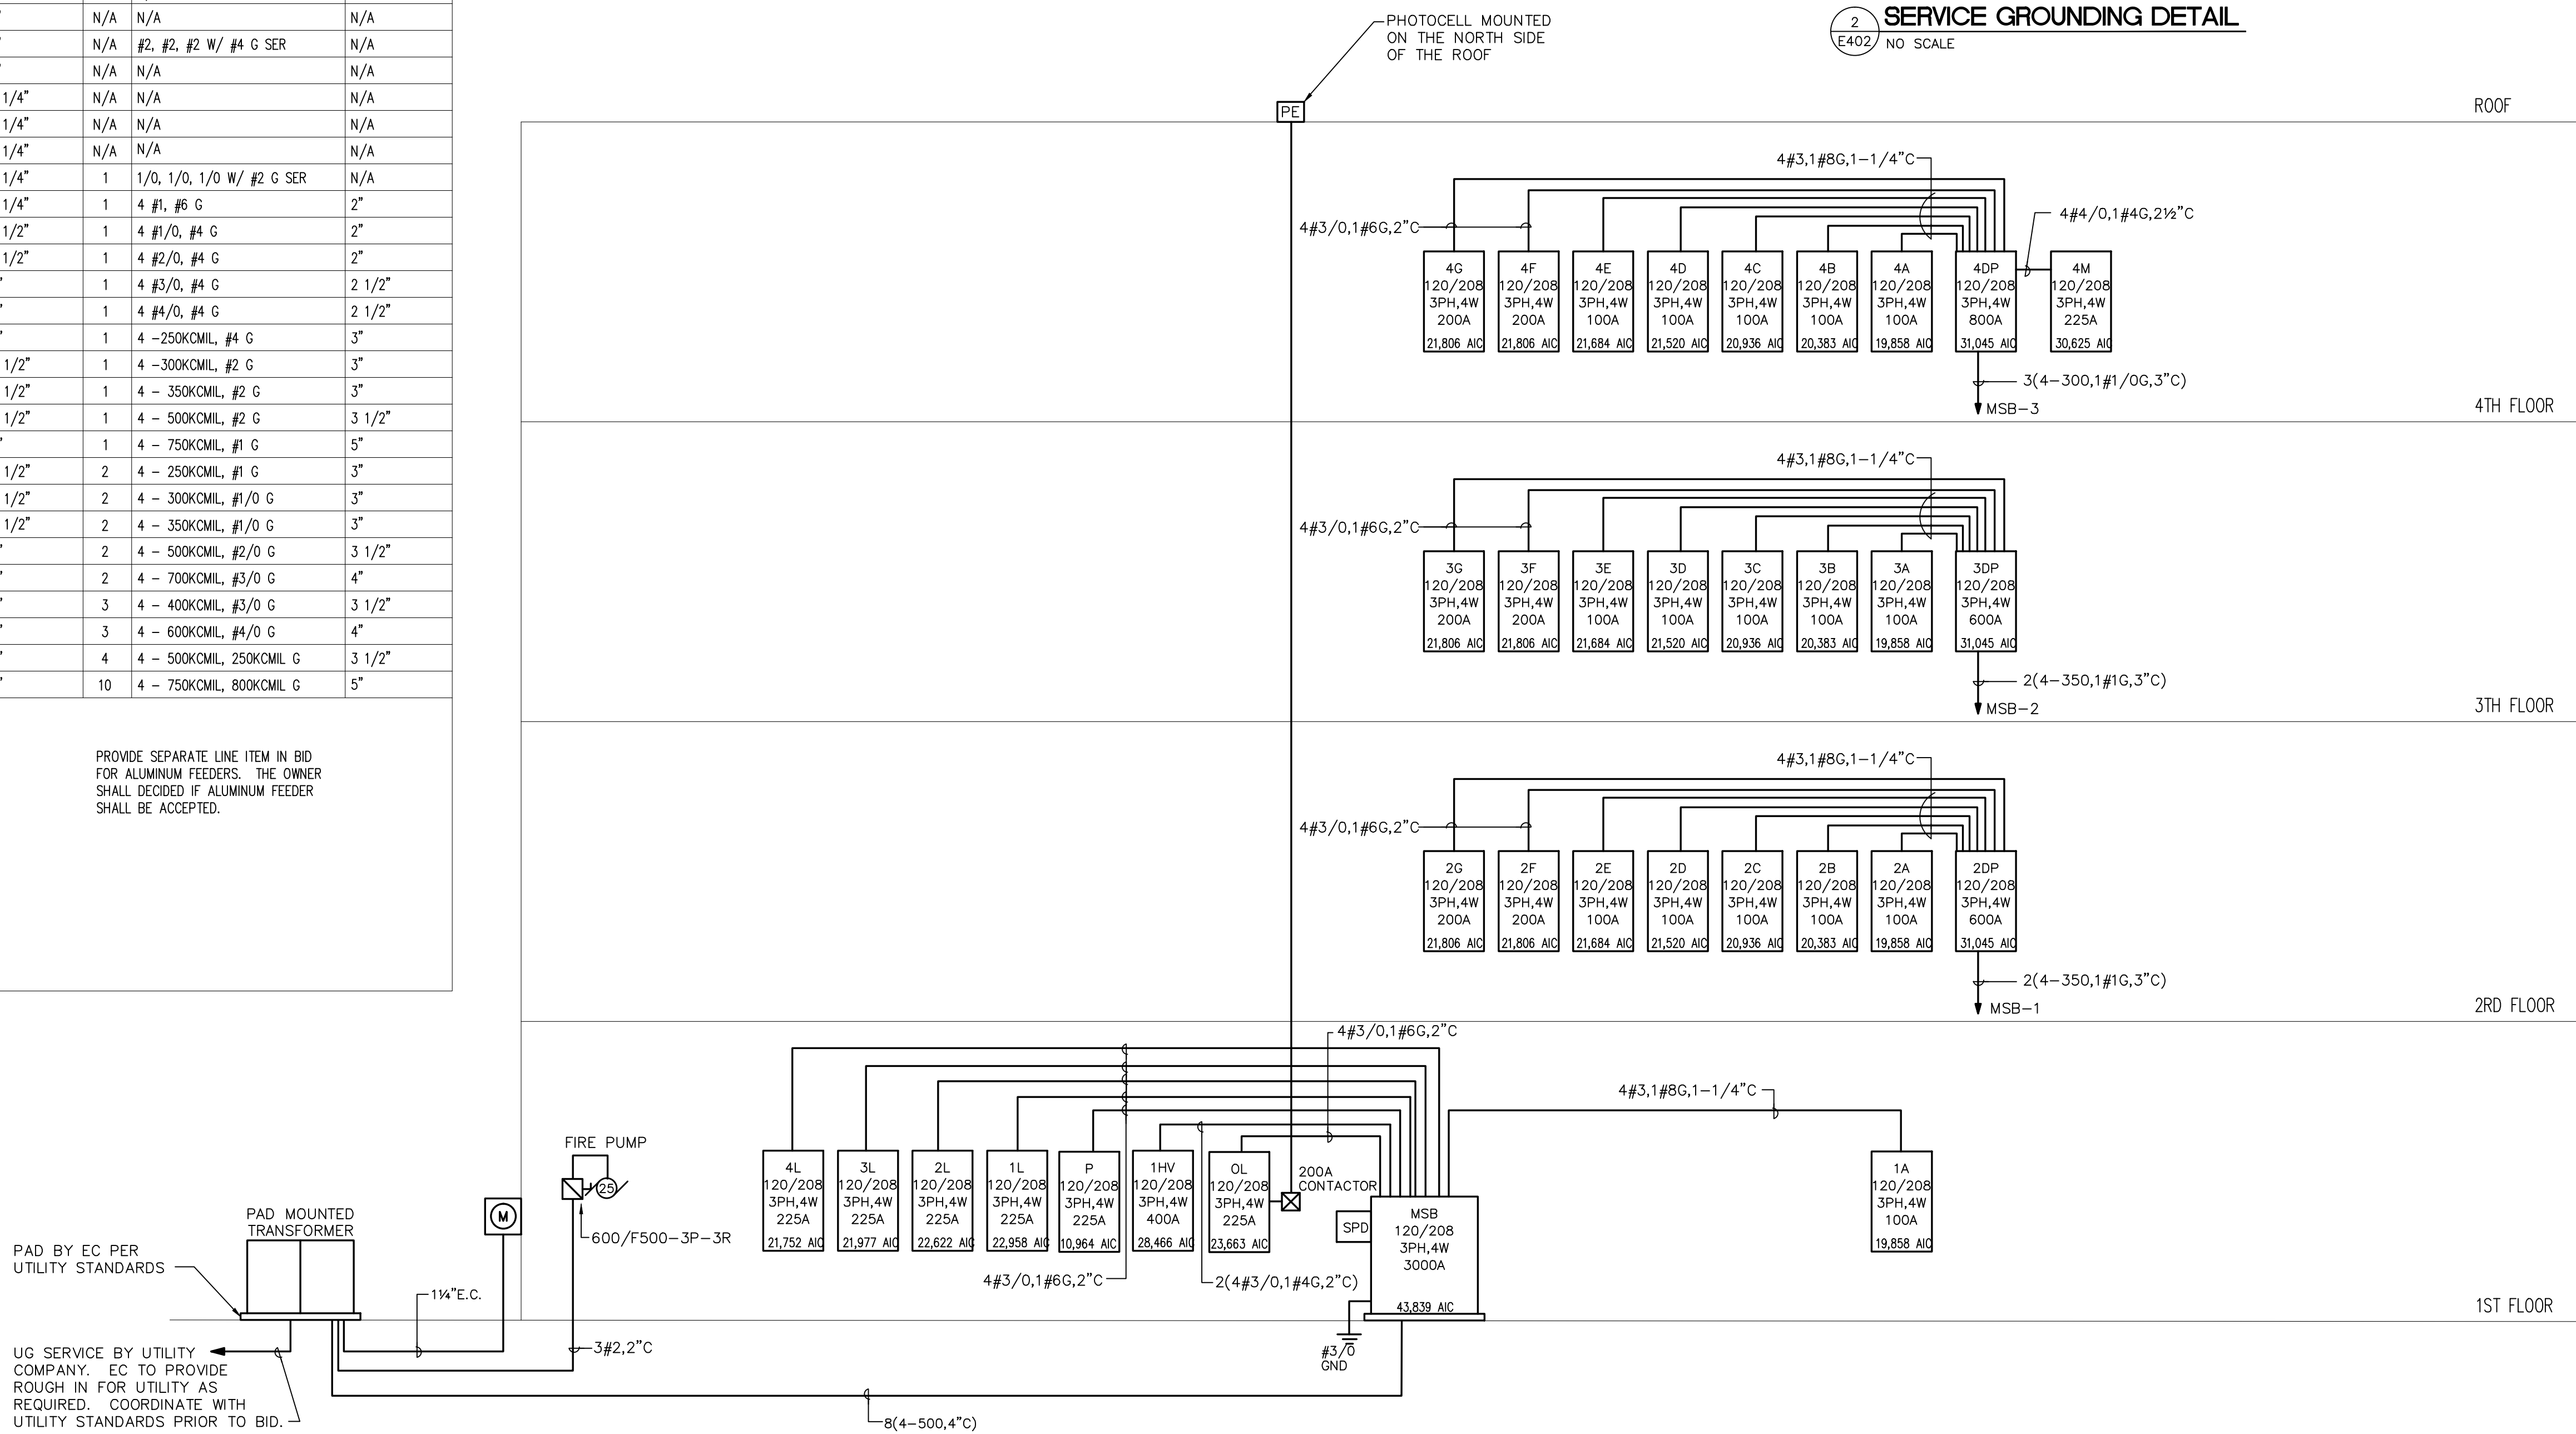 N/A N/A N/A
N/A #2, #2, #2 W/ #4 G SER N/A
N/A N/A N/A
1/4" N/A N/A N/A
1/4" N/A N/A N/A
1/4" N/A N/A N/A
1/4" 1 1/0, 1/0, 1/0 W/ #2 G SER N/A
1/4" 1 4 #1, #6 G 2"
1/2" 1 4 #1/0, #4 G 2"
1/2" 1 4 #2/0, #4 G 2"
" 1 4 #3/0, #4 G 2 1/2"
" 1 4 #4/0, #4 G 2 1/2"
" 1 4 -250KCMIL, #4 G 3"
1/2" 1 4 -300KCMIL, #2 G 3"
1/2" 1 4 - 350KCMIL, #2 G 3"
1/2" 1 4 - 500KCMIL, #2 G 3 1/2"
" 1 4 - 750KCMIL, #1 G 5"
1/2" 2 4 - 250KCMIL, #1 G 3"
1/2" 2 4 - 300KCMIL, #1/0 G 3"
1/2" 2 4 - 350KCMIL, #1/0 G 3"
" 2 4 - 500KCMIL, #2/0 G 3 1/2"
" 2 4 - 700KCMIL, #3/0 G 4"
" 3 4 - 400KCMIL, #3/0 G 3 1/2"
" 3 4 - 600KCMIL, #4/0 G 4"
" 4 4 - 500KCMIL, 250KCMIL G 3 1/2"
" 10 4 - 750KCMIL, 800KCMIL G 5"
PROVIDE SEPARATE LINE ITEM IN BID
FOR ALUMINUM FEEDERS. THE OWNER
SHALL DECIDED IF ALUMINUM FEEDER
SHALL BE ACCEPTED.
PHOTOCELL MOUNTED
ON THE NORTH SIDE
OF THE ROOF
2
E402
SERVICE GROUNDING DETAIL
NO SCALE
PE
ROOF
4#3,1#8G,1-1/4"C
4#3/0,1#6G,2"C
4#4/0,1#4G,2½"C
4G 4F 4E 4D 4C 4B 4A 4DP 4M
120/208 120/208 120/208 120/208 120/208 120/208 120/208 120/208 120/208
3PH,4W 3PH,4W 3PH,4W 3PH,4W 3PH,4W 3PH,4W 3PH,4W 3PH,4W 3PH,4W
200A 200A 100A 100A 100A 100A 100A 800A 225A
21,806 AIC 21,806 AIC 21,684 AIC 21,520 AIC 20,936 AIC 20,383 AIC 19,858 AIC 31,045 AIC 30,625 AIC
3(4-300,1#1/0G,3"C)
MSB-3
4TH FLOOR
4#3,1#8G,1-1/4"C
4#3/0,1#6G,2"C
3G 3F 3E 3D 3C 3B 3A 3DP
120/208 120/208 120/208 120/208 120/208 120/208 120/208 120/208
3PH,4W 3PH,4W 3PH,4W 3PH,4W 3PH,4W 3PH,4W 3PH,4W 3PH,4W
200A 200A 100A 100A 100A 100A 100A 600A
21,806 AIC 21,806 AIC 21,684 AIC 21,520 AIC 20,936 AIC 20,383 AIC 19,858 AIC 31,045 AIC
2(4-350,1#1G,3"C)
MSB-2
3TH FLOOR
4#3,1#8G,1-1/4"C
4#3/0,1#6G,2"C
2G 2F 2E 2D 2C 2B 2A 2DP
120/208 120/208 120/208 120/208 120/208 120/208 120/208 120/208
3PH,4W 3PH,4W 3PH,4W 3PH,4W 3PH,4W 3PH,4W 3PH,4W 3PH,4W
200A 200A 100A 100A 100A 100A 100A 600A
21,806 AIC 21,806 AIC 21,684 AIC 21,520 AIC 20,936 AIC 20,383 AIC 19,858 AIC 31,045 AIC
2(4-350,1#1G,3"C)
MSB-1
2RD FLOOR
4#3/0,1#6G,2"C
4#3,1#8G,1-1/4"C
FIRE PUMP
25
600/F500-3P-3R
4L 3L 2L 1L P 1HV OL
120/208 120/208 120/208 120/208 120/208 120/208 120/208
3PH,4W 3PH,4W 3PH,4W 3PH,4W 3PH,4W 3PH,4W 3PH,4W
225A 225A 225A 225A 225A 400A 225A
21,752 AIC 21,977 AIC 22,622 AIC 22,958 AIC 10,964 AIC 28,466 AIC 23,663 AIC
200A
CONTACTOR
SPD
MSB
120/208
3PH,4W
3000A
43,839 AIC
1A
120/208
3PH,4W
100A
19,858 AIC
4#3/0,1#6G,2"C
2(4#3/0,1#4G,2"C)
#3/0
GND
1ST FLOOR
M
PAD MOUNTED
TRANSFORMER
PAD BY EC PER
UTILITY STANDARDS
1¼"E.C.
3#2,2"C
UG SERVICE BY UTILITY
COMPANY. EC TO PROVIDE
ROUGH IN FOR UTILITY AS
REQUIRED. COORDINATE WITH
UTILITY STANDARDS PRIOR TO BID.
8(4-500,4"C)